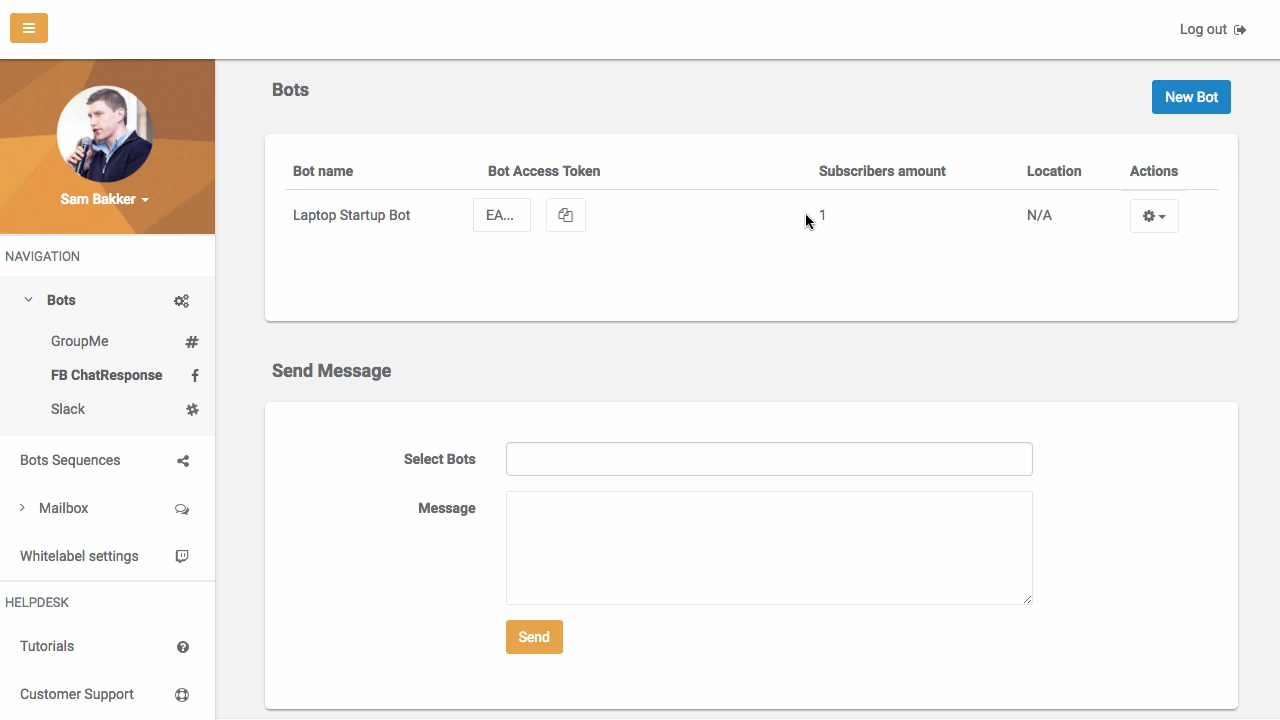 Log out
Sam Bakker
NAVIGATION
Bots
GroupMe
FB ChatResponse
Slack
Bots Sequences
Mailbox
Whitelabel settings
HELPDESK
Tutorials
Customer Support
Bots
New Bot
Bot name Bot Access Token Subscribers amount Location Actions
Laptop Startup Bot EA... 1 N/A
Send Message
Select Bots
Message
Send